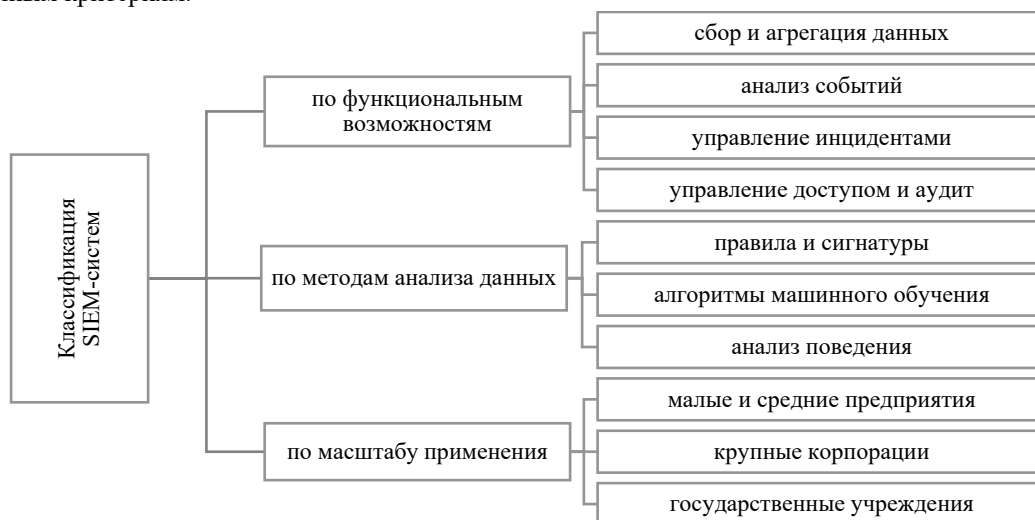 Классификация
SIEM-систем
по функциональным
возможностям
сбор и агрегация данных
анализ событий
управление инцидентами
управление доступом и аудит
по методам анализа данных
правила и сигнатуры
алгоритмы машинного обучения
анализ поведения
по масштабу применения
малые и средние предприятия
крупные корпорации
государственные учреждения